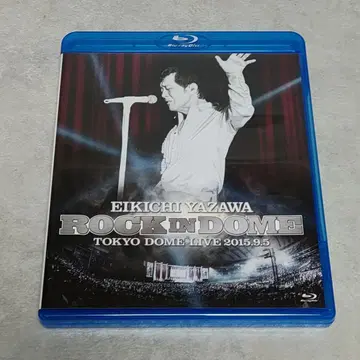 Blu-ray Disc
EIKICHI YAZAWA
ROCK IN DOME
TOKYO DOME LIVE 2015.9.5